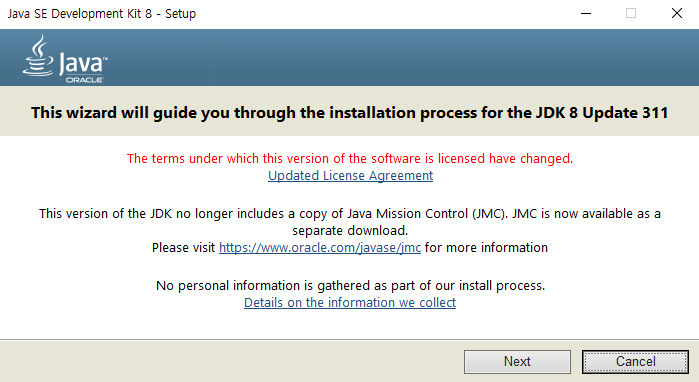 Java SE Development Kit 8 - Setup
Java™
ORACLE
This wizard will guide you through the installation process for the JDK 8 Update 311
The terms under which this version of the software is licensed have changed.
Updated License Agreement
This version of the JDK no longer includes a copy of Java Mission Control (JMC). JMC is now available as a
separate download.
Please visit https://www.oracle.com/javase/jmc for more information
No personal information is gathered as part of our install process.
Details on the information we collect
Next
Cancel